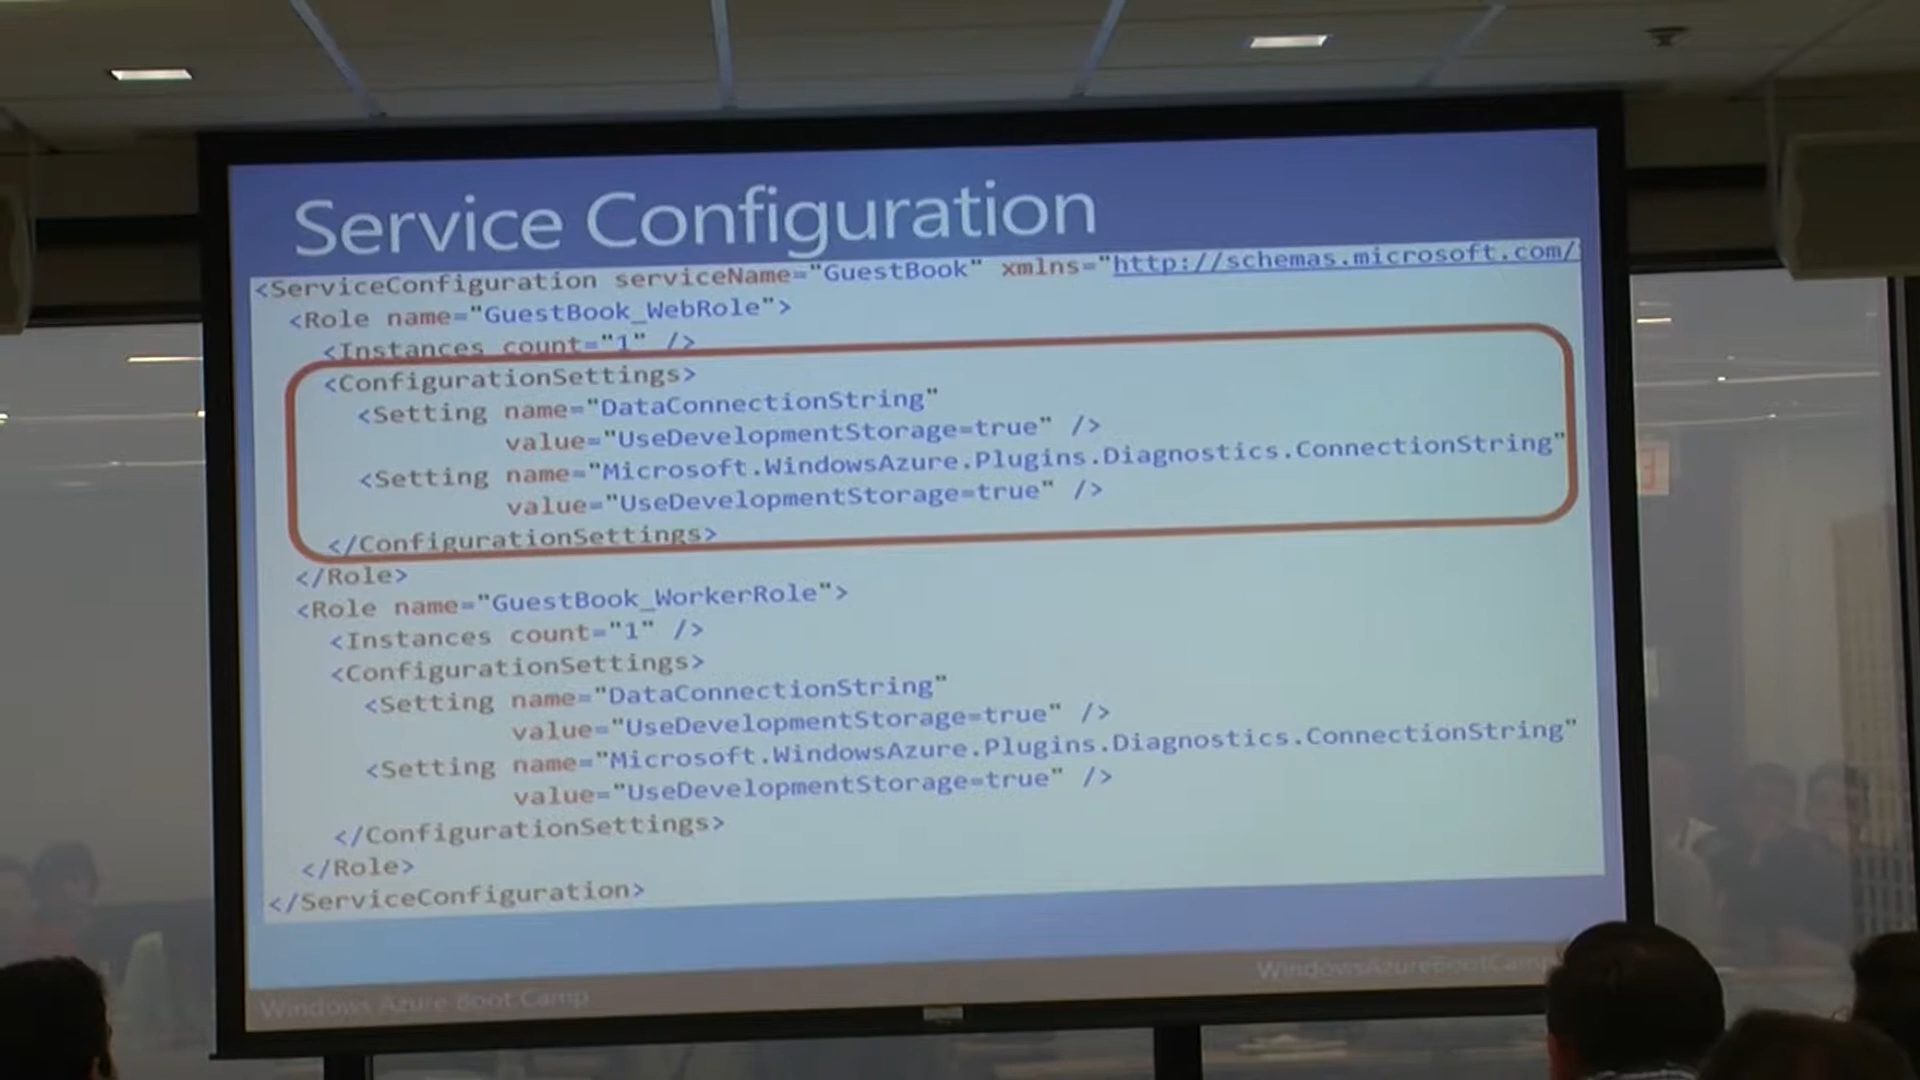 Service Configuration
<ServiceConfiguration serviceName="GuestBook" xmlns="http://schemas.microsoft.com/
<Role name="GuestBook_WebRole">
<Instances count="1" />
<ConfigurationSettings>
<Setting name="DataConnectionString"
value="UseDevelopmentStorage=true" />
<Setting name="Microsoft.WindowsAzure.Plugins.Diagnostics.ConnectionString"
value="UseDevelopmentStorage=true" />
</ConfigurationSettings>
</Role>
<Role name="GuestBook_WorkerRole">
<Instances count="1" />
<ConfigurationSettings>
<Setting name="DataConnectionString"
value="UseDevelopmentStorage=true" />
<Setting name="Microsoft.WindowsAzure.Plugins.Diagnostics.ConnectionString"
value="UseDevelopmentStorage=true" />
</ConfigurationSettings>
</Role>
</ServiceConfiguration>
Windows Azure Boot Camp
WindowsAzureBootCamp